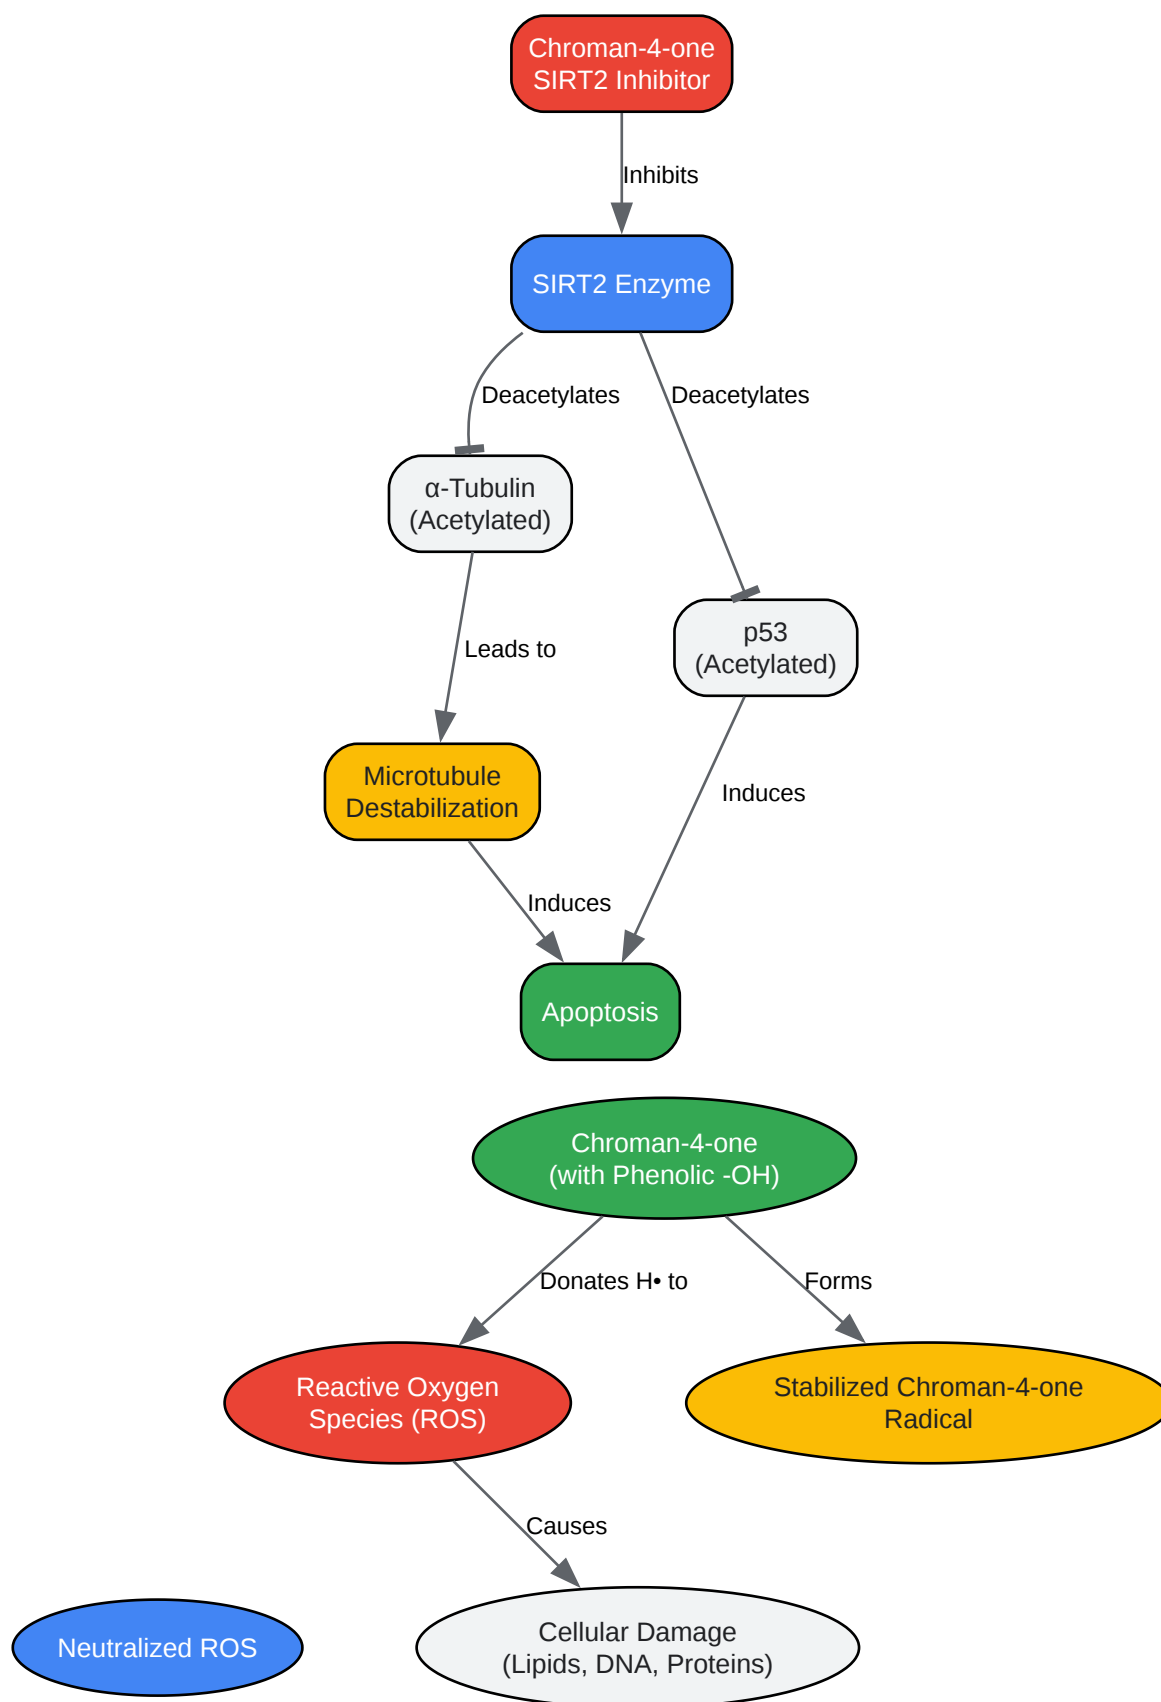 Chroman-4-one
SIRT2 Inhibitor
Inhibits
SIRT2 Enzyme
Deacetylates
Deacetylates
α-Tubulin
(Acetylated)
p53
(Acetylated)
Leads to
Microtubule
Destabilization
Induces
Induces
Apoptosis
Chroman-4-one
(with Phenolic -OH)
Donates H• to
Forms
Reactive Oxygen
Species (ROS)
Stabilized Chroman-4-one
Radical
Causes
Neutralized ROS
Cellular Damage
(Lipids, DNA, Proteins)